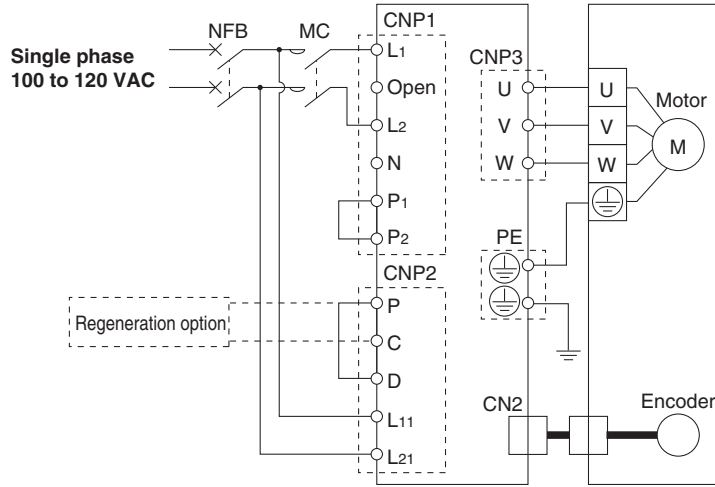 Single phase
100 to 120 VAC
NFB
MC
CNP1
L1
Open
L2
N
P1
P2
CNP2
Regeneration option
P
C
D
L11
L21
CNP3
U
V
W
PE
CN2
U
V
W
Motor
M
Encoder